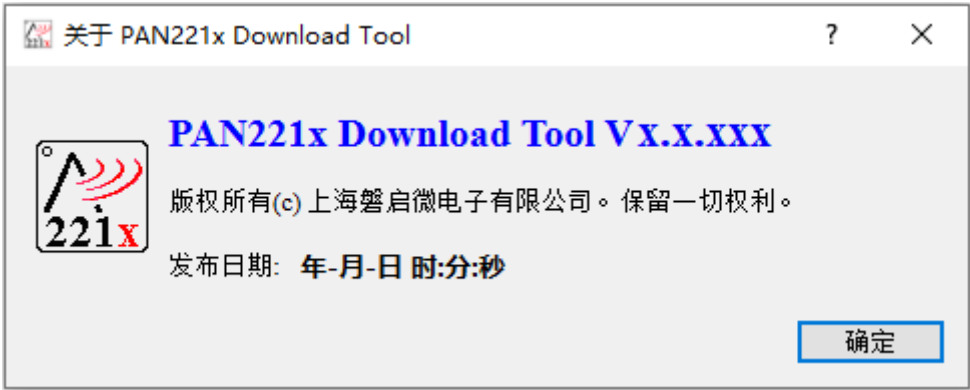 关于 PAN221x Download Tool
PAN221x Download Tool Vx.x.xxx
221x
版权所有(c) 上海磐启微电子有限公司。保留一切权利。
发布日期: 年-月-日 时:分:秒
确定